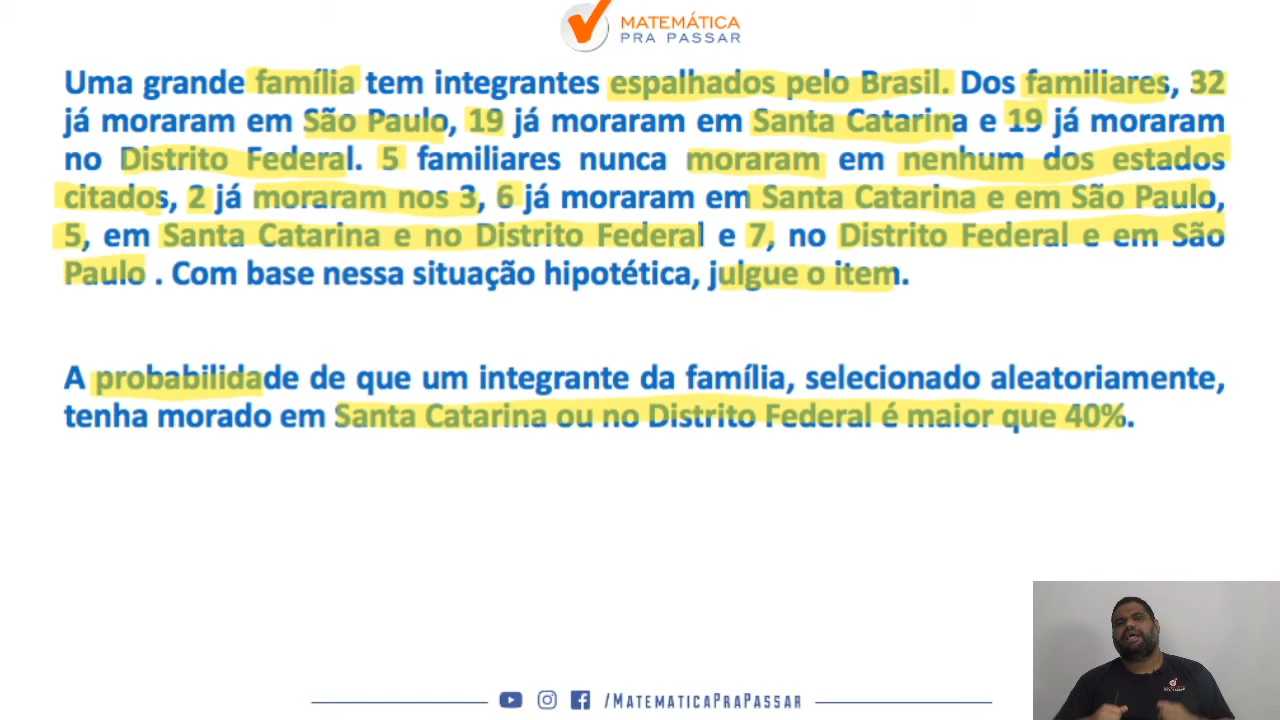 MATEMÁTICA
PRA PASSAR
Uma grande família tem integrantes espalhados pelo Brasil. Dos familiares, 32
já moraram em São Paulo, 19 já moraram em Santa Catarina e 19 já moraram
no Distrito Federal. 5 familiares nunca moraram em nenhum dos estados
citados, 2 já moraram nos 3, 6 já moraram em Santa Catarina e em São Paulo,
5, em Santa Catarina e no Distrito Federal e 7, no Distrito Federal e em São
Paulo . Com base nessa situação hipotética, julgue o item.
A probabilidade de que um integrante da família, selecionado aleatoriamente,
tenha morado em Santa Catarina ou no Distrito Federal é maior que 40%.
/MatematicaPraPassar